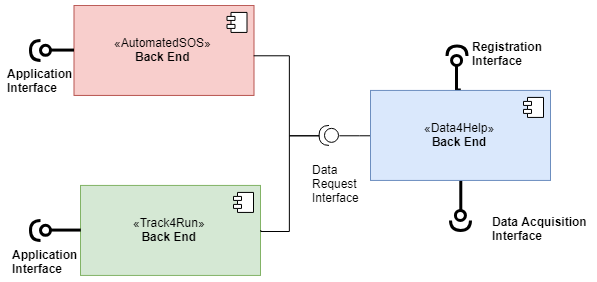 «AutomatedSOS»
Back End
Application
Interface
Registration
Interface
«Data4Help»
Back End
Data
Request
Interface
«Track4Run»
Back End
Application
Interface
Data Acquisition
Interface